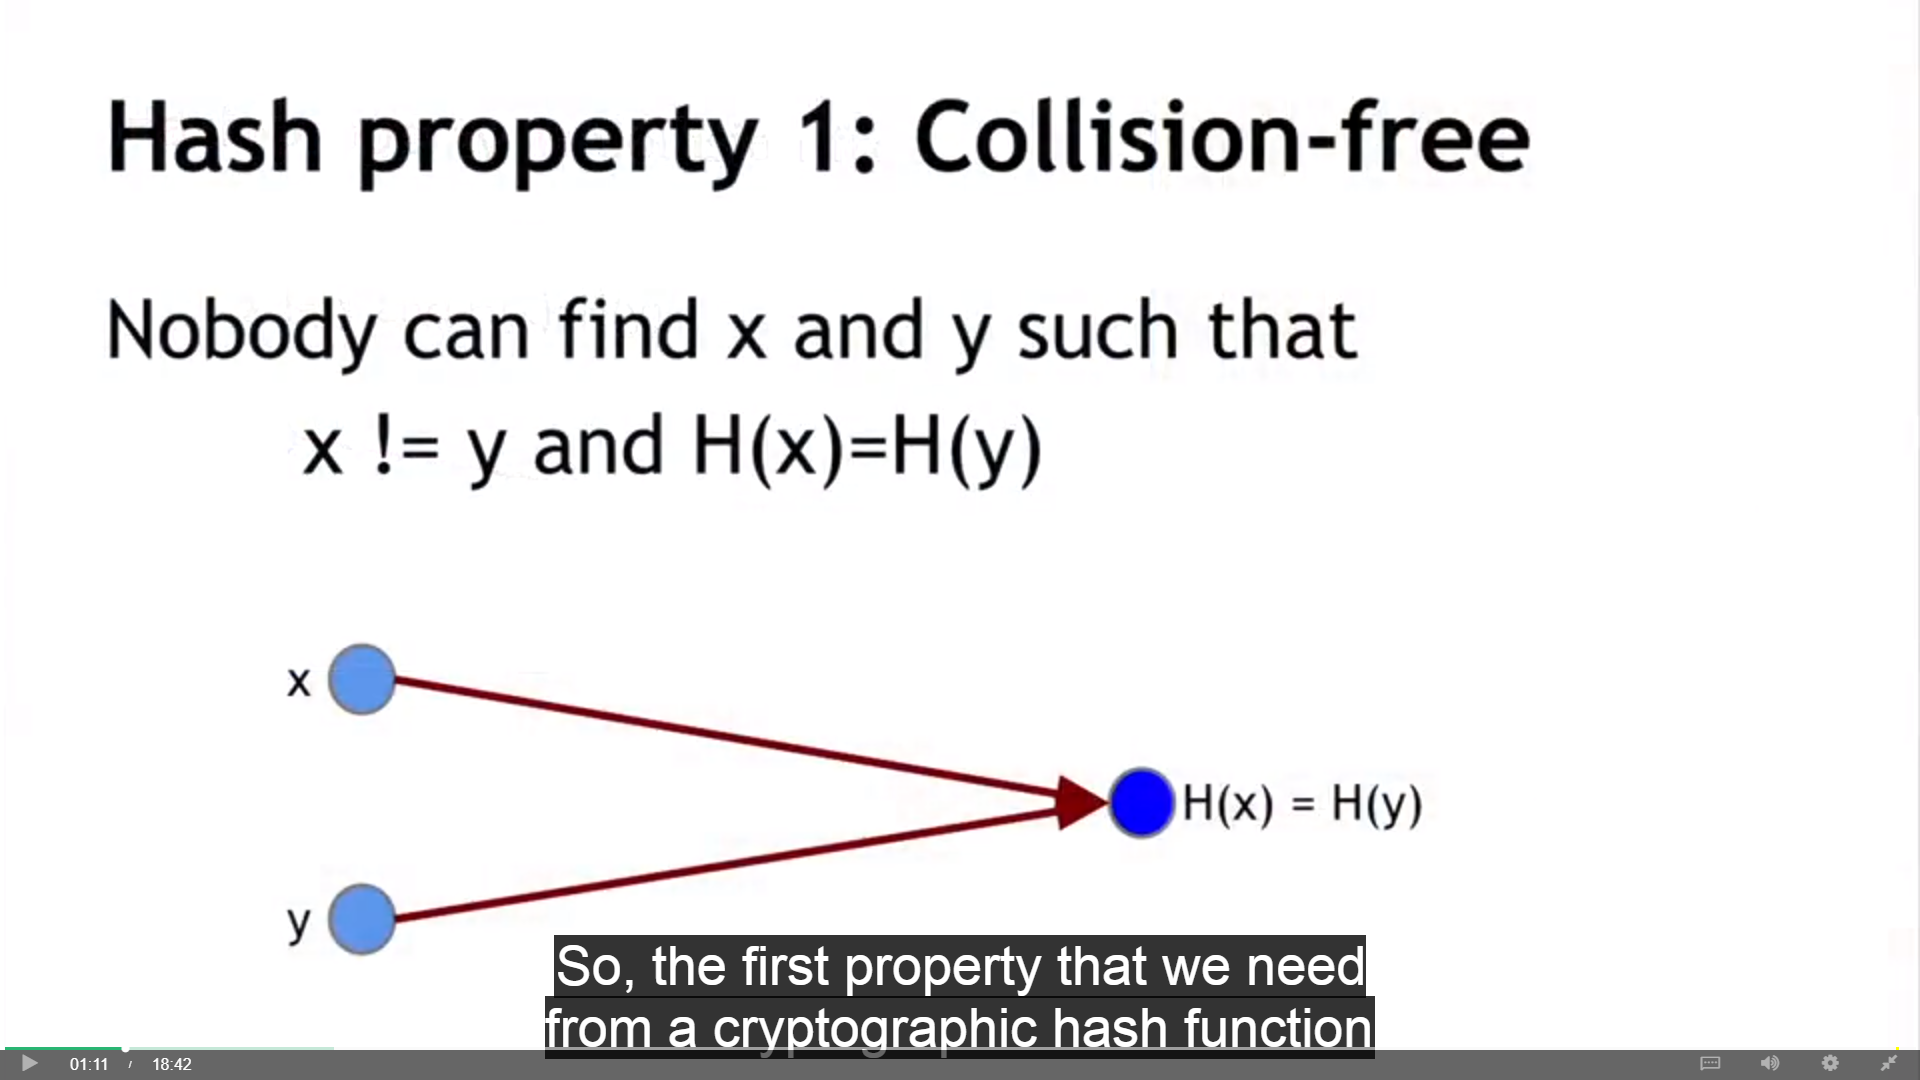 Hash property 1: Collision-free
Nobody can find x and y such that
x != y and H(x)=H(y)
x
H(x) = H(y)
y
So, the first property that we need
from a cryptographic hash function
01:11 / 18:42